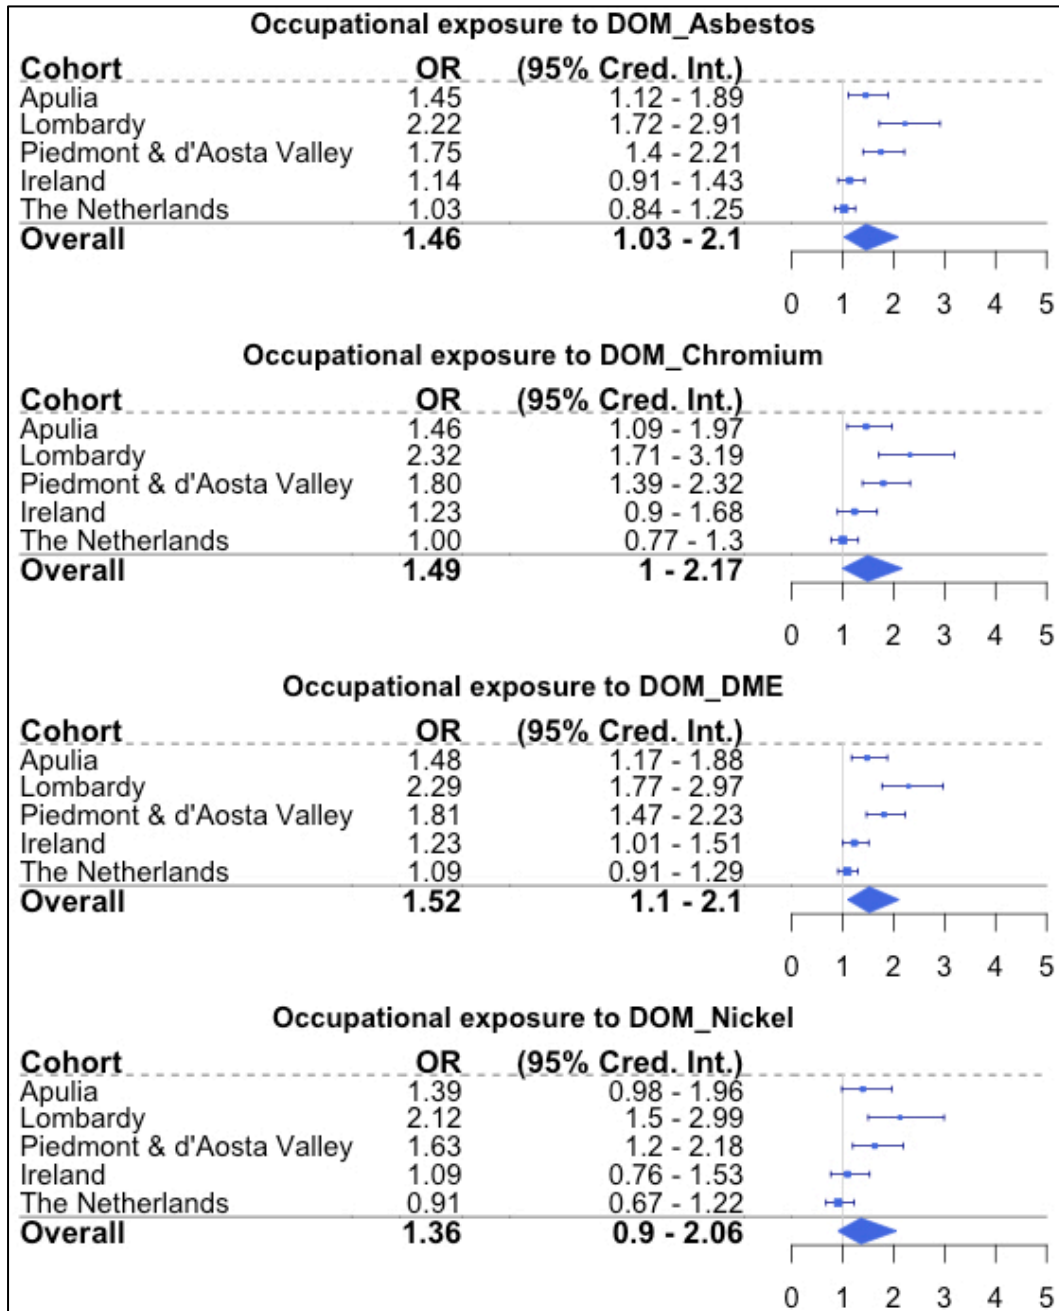 Occupational exposure to DOM_Asbestos
Cohort OR (95% Cred. Int.)
Apulia 1.45 1.12 - 1.89
Lombardy 2.22 1.72 - 2.91
Piedmont & d'Aosta Valley 1.75 1.4 - 2.21
Ireland 1.14 0.91 - 1.43
The Netherlands 1.03 0.84 - 1.25
Overall 1.46 1.03 - 2.1
0 1 2 3 4 5
Occupational exposure to DOM_Chromium
Cohort OR (95% Cred. Int.)
Apulia 1.46 1.09 - 1.97
Lombardy 2.32 1.71 - 3.19
Piedmont & d'Aosta Valley 1.80 1.39 - 2.32
Ireland 1.23 0.9 - 1.68
The Netherlands 1.00 0.77 - 1.3
Overall 1.49 1 - 2.17
0 1 2 3 4 5
Occupational exposure to DOM_DME
Cohort OR (95% Cred. Int.)
Apulia 1.48 1.17 - 1.88
Lombardy 2.29 1.77 - 2.97
Piedmont & d'Aosta Valley 1.81 1.47 - 2.23
Ireland 1.23 1.01 - 1.51
The Netherlands 1.09 0.91 - 1.29
Overall 1.52 1.1 - 2.1
0 1 2 3 4 5
Occupational exposure to DOM_Nickel
Cohort OR (95% Cred. Int.)
Apulia 1.39 0.98 - 1.96
Lombardy 2.12 1.5 - 2.99
Piedmont & d'Aosta Valley 1.63 1.2 - 2.18
Ireland 1.09 0.76 - 1.53
The Netherlands 0.91 0.67 - 1.22
Overall 1.36 0.9 - 2.06
0 1 2 3 4 5